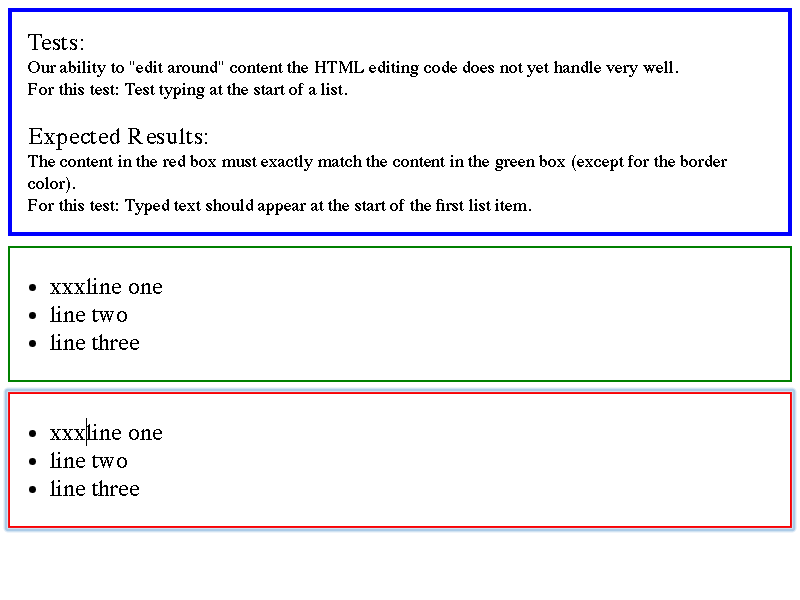 Tests:
Our ability to "edit around" content the HTML editing code does not yet handle very well.
For this test: Test typing at the start of a list.
Expected Results:
The content in the red box must exactly match the content in the green box (except for the border
color).
For this test: Typed text should appear at the start of the first list item.
• xxxline one
• line two
• line three
• xxxline one
• line two
• line three